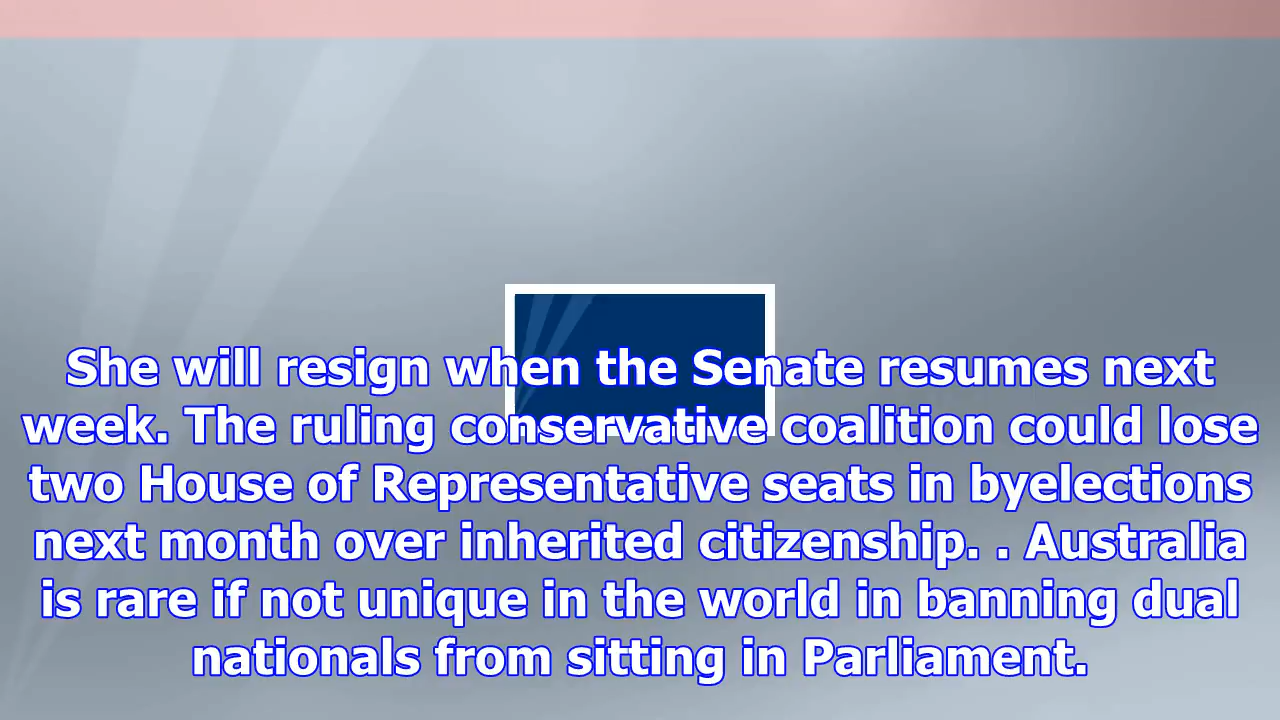 She will resign when the Senate resumes next
week. The ruling conservative coalition could lose
two House of Representative seats in byelections
next month over inherited citizenship. . Australia
is rare if not unique in the world in banning dual
nationals from sitting in Parliament.